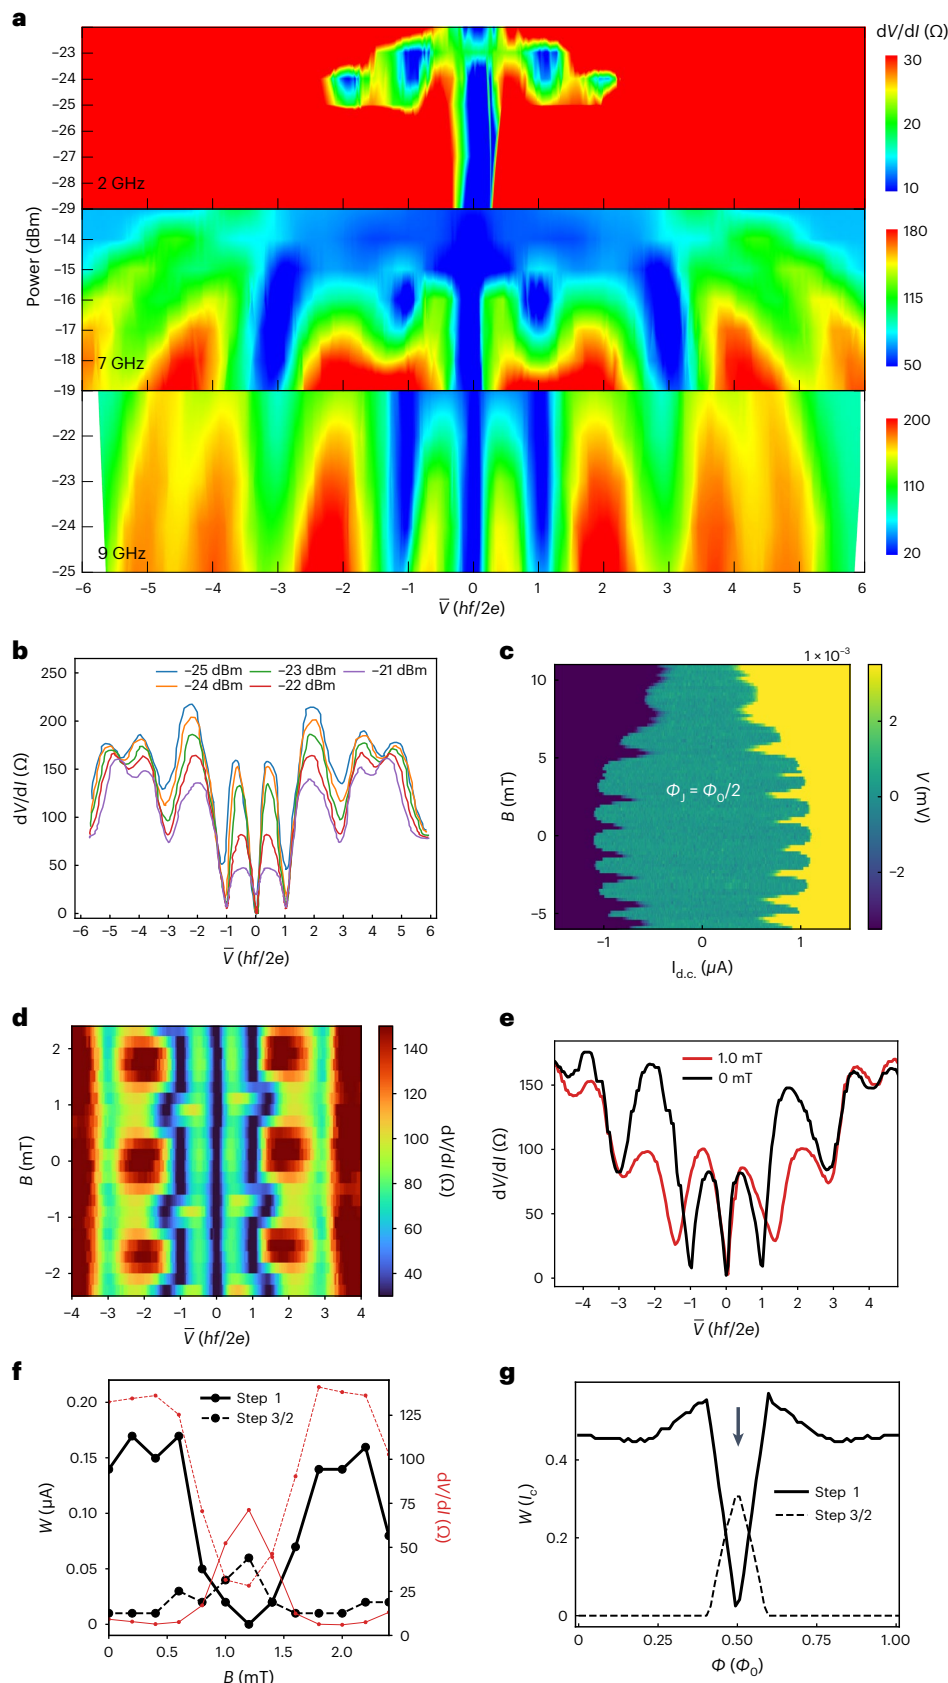 a
dV/dI (Ω)
−23
−24
−25
−26
−27
−28
−29
2 GHz
30
20
10
Power (dBm)
−14
−15
−16
−17
−18
−19
7 GHz
180
115
50
−22
−23
−24
−25
9 GHz
200
110
20
−6 −5 −4 −3 −2 −1 0 1 2 3 4 5 6
V̅ (hf/2e)
b
250
200
150
100
50
0
dV/dI (Ω)
−25 dBm −23 dBm −21 dBm
−24 dBm −22 dBm
−6 −5 −4 −3 −2 −1 0 1 2 3 4 5 6
V̅ (hf/2e)
c
1 × 10⁻³
10
5
0
−5
B (mT)
Φ_J = Φ_0/2
2
0
−2
V (mV)
−1 0 1
I_d.c. (μA)
d
2
1
0
−1
−2
B (mT)
140
120
100
80
60
40
dV/dI (Ω)
−4 −3 −2 −1 0 1 2 3 4
V̅ (hf/2e)
e
150
100
50
0
dV/dI (Ω)
1.0 mT
0 mT
−4 −3 −2 −1 0 1 2 3 4
V̅ (hf/2e)
f
0.20
0.15
0.10
0.05
0
W (μA)
Step 1
Step 3/2
125
100
75
50
25
0
dV/dI (Ω)
0 0.5 1.0 1.5 2.0
B (mT)
g
0.4
0.2
0
W (I_c)
Step 1
Step 3/2
0 0.25 0.50 0.75 1.00
Φ (Φ_0)